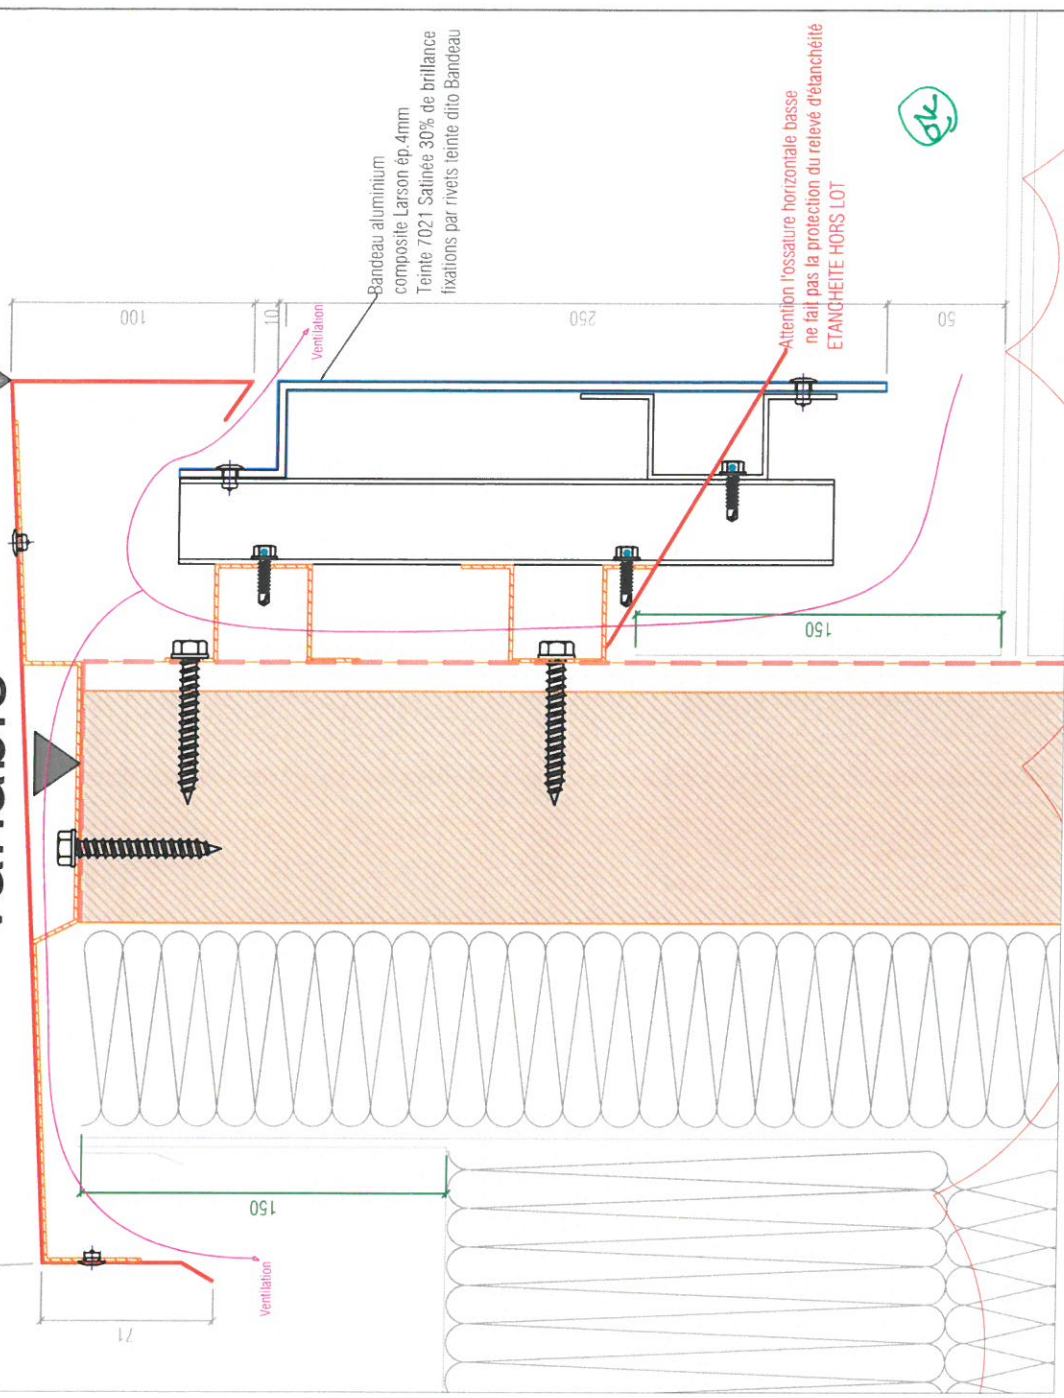 Bandeau aluminium
composite Larson ép.4mm
Teinte 7021 Satinée 30% de brillance
fixations par rivets teinte dito Bandeau
Attention l'ossature horizontale basse
ne fait pas la protection du relevé d'étanchéité
ETANCHEITE HORS LOT
ok
Ventilation
Ventilation
100
10
250
50
150
150
71